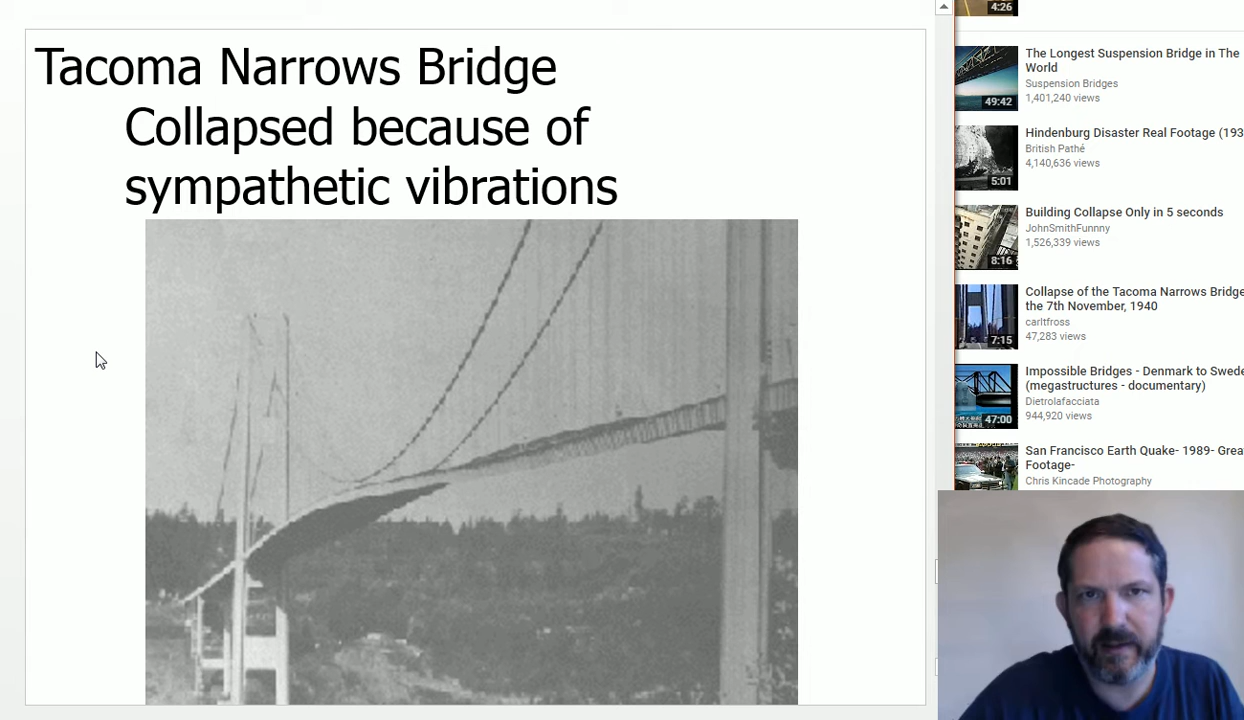 Tacoma Narrows Bridge
Collapsed because of
sympathetic vibrations
4:26
The Longest Suspension Bridge in The
World
Suspension Bridges
1,401,240 views
49:42
Hindenburg Disaster Real Footage (193
British Pathé
4,140,636 views
5:01
Building Collapse Only in 5 seconds
JohnSmithFunnny
1,526,339 views
8:16
Collapse of the Tacoma Narrows Bridge
the 7th November, 1940
carltfross
47,283 views
7:15
Impossible Bridges - Denmark to Swede
(megastructures - documentary)
Dietrolafacciata
944,920 views
47:00
San Francisco Earth Quake- 1989- Grea
Footage-
Chris Kincade Photography